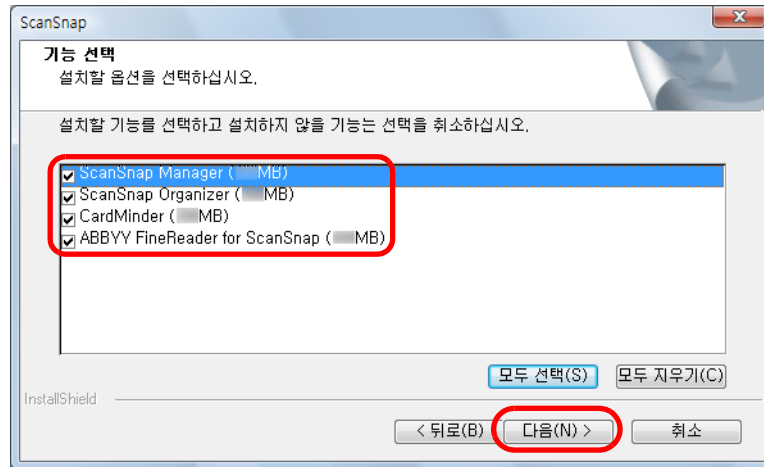 ScanSnap
기능 선택
설치할 옵션을 선택하십시오.
설치할 기능를 선택하고 설치하지 않을 기능는 선택을 취소하십시오.
ScanSnap Manager ( MB)
ScanSnap Organizer ( MB)
CardMinder ( MB)
ABBYY FineReader for ScanSnap ( MB)
모두 선택(S) 모두 지우기(C)
InstallShield
< 뒤로(B) 다음(N) > 취소